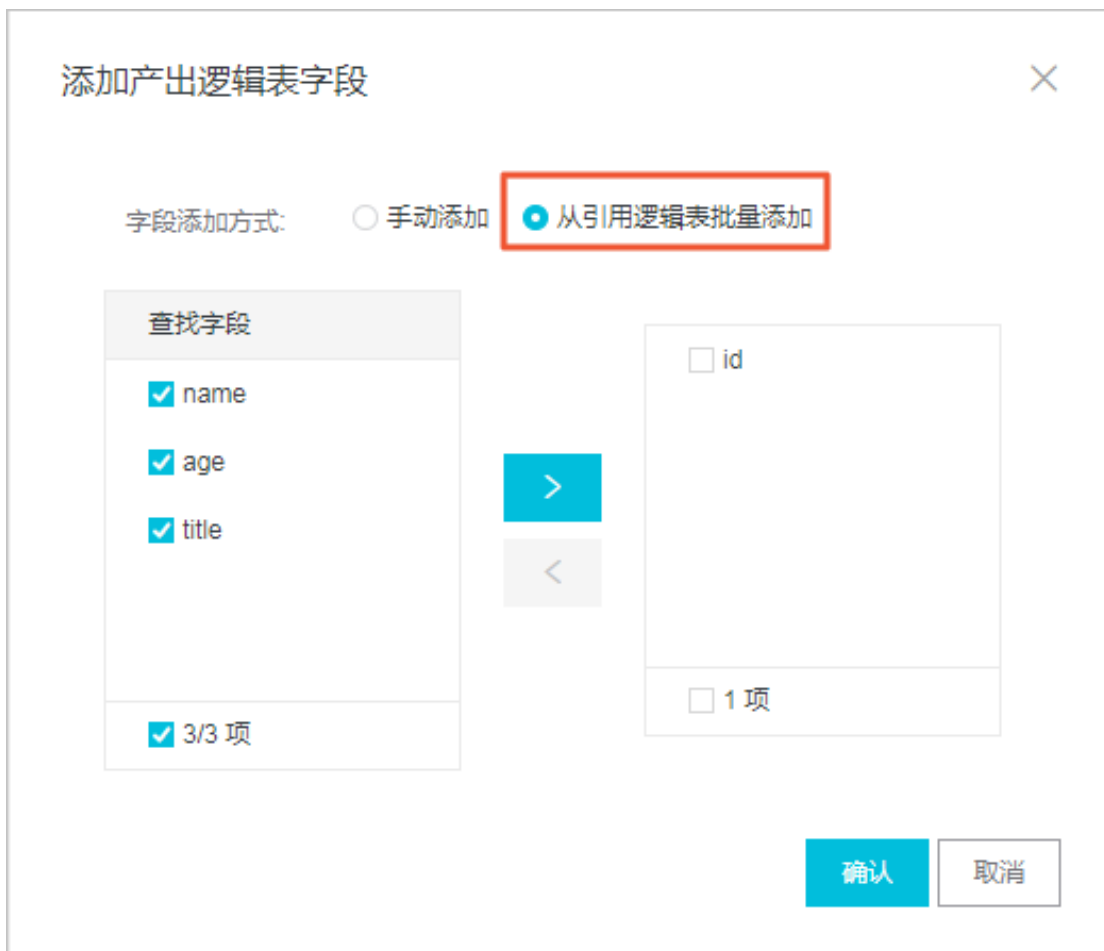 添加产出逻辑表字段
字段添加方式: 手动添加 从引用逻辑表批量添加
查找字段
name
age
title
3/3 项
id
1 项
确认 取消